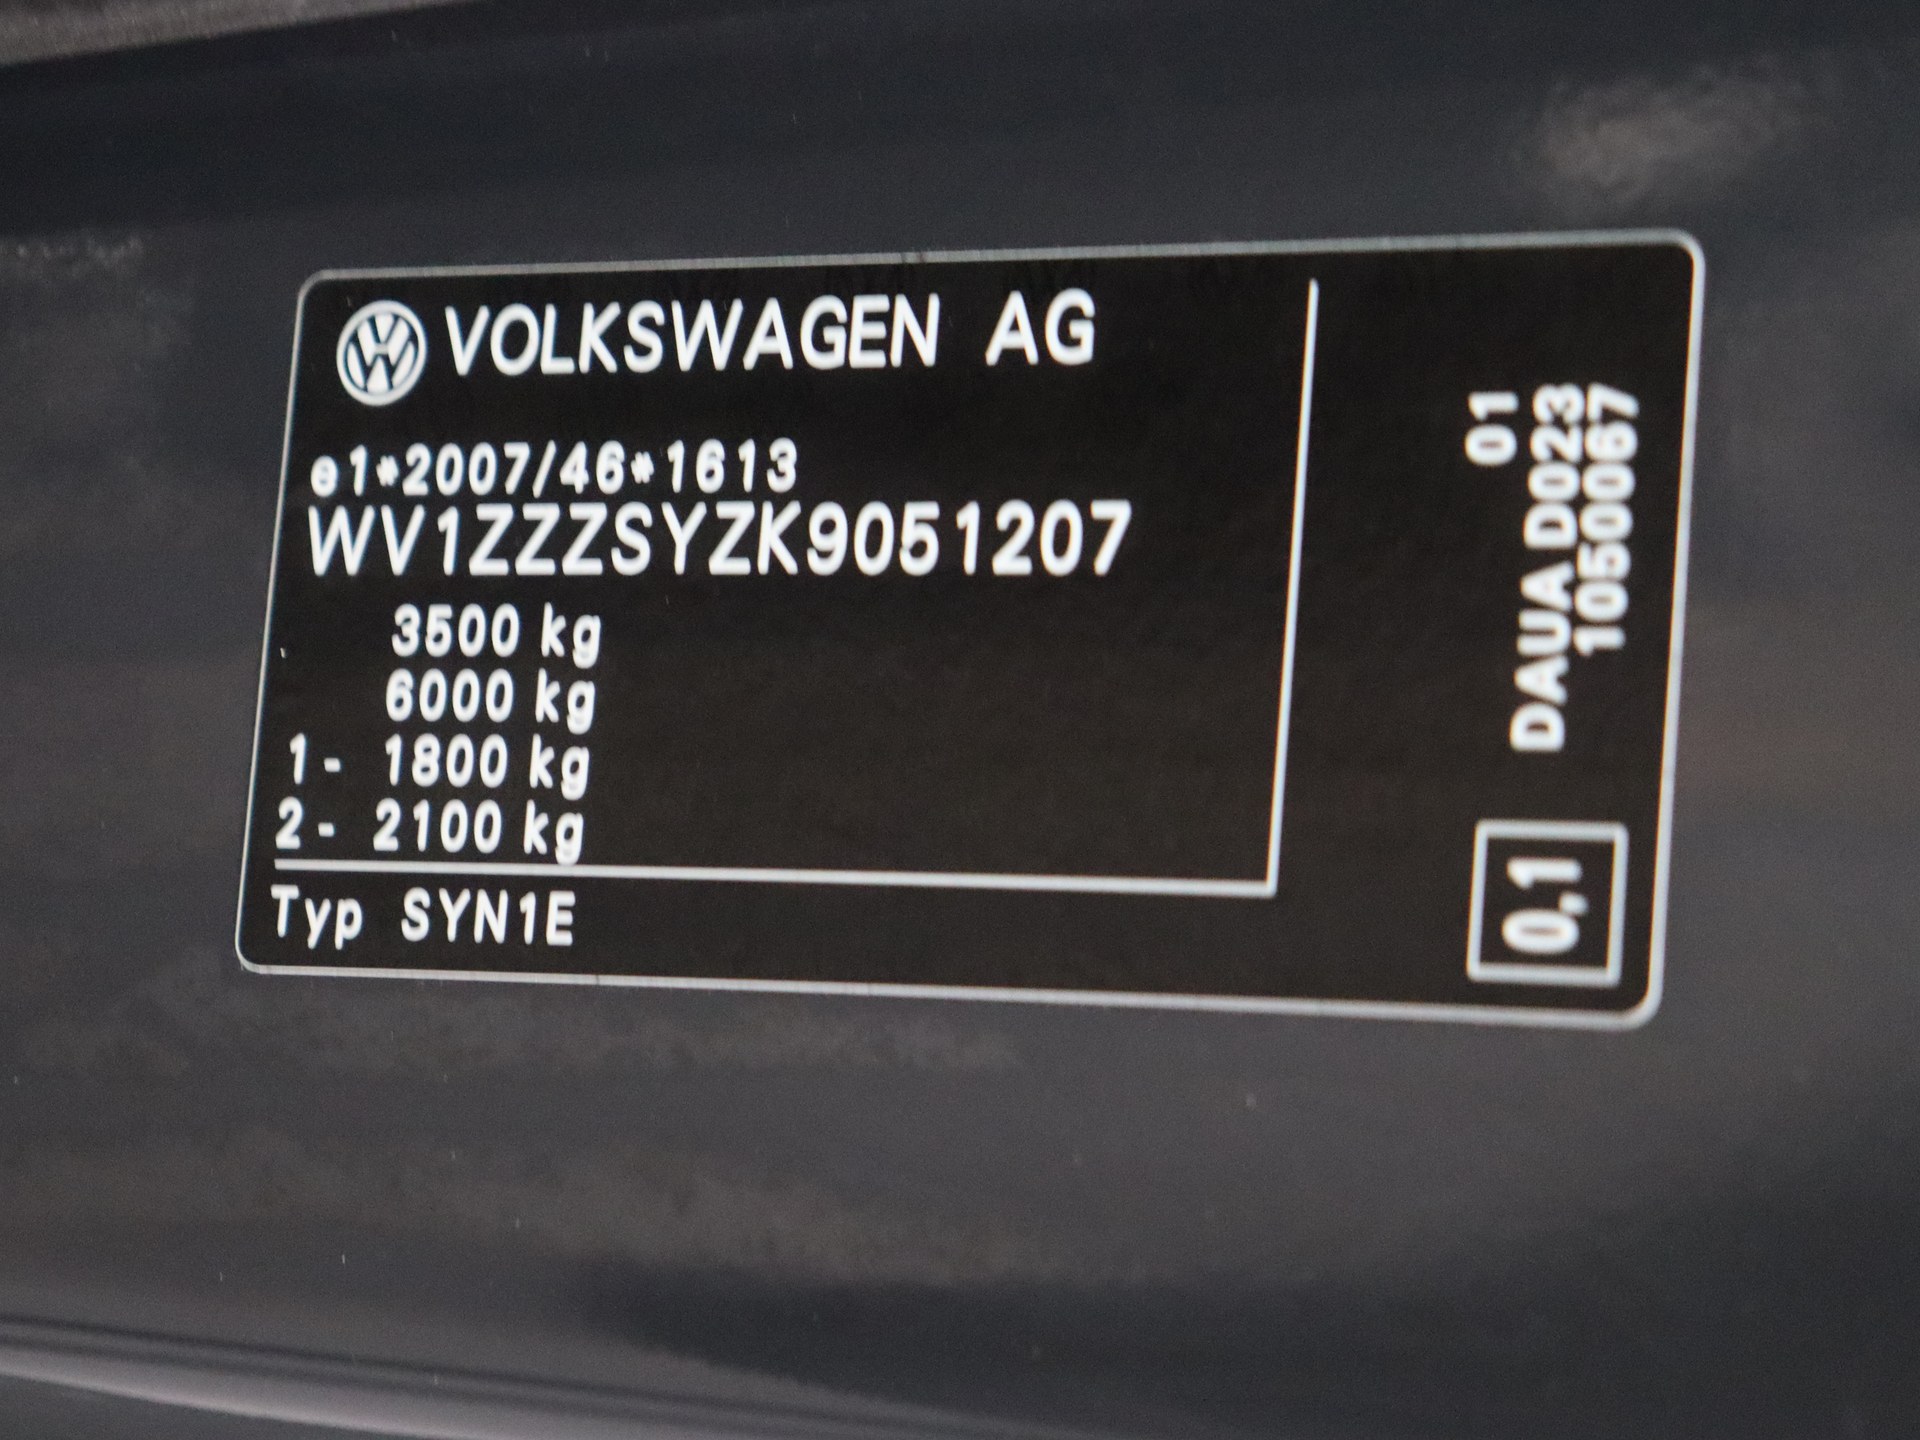 VOLKSWAGEN AG
e1*2007/46*1613
WV1ZZZSYZK9051207
3500 kg
6000 kg
1- 1800 kg
2- 2100 kg
Typ SYN1E
01
DAUA D023
1050067
0,1